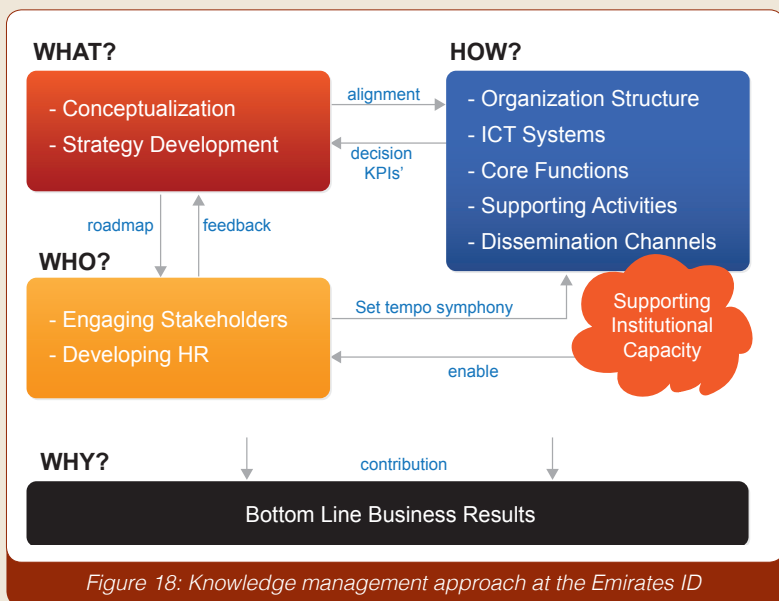 WHAT?
- Conceptualization
- Strategy Development
alignment
decision
KPIs'
HOW?
- Organization Structure
- ICT Systems
- Core Functions
- Supporting Activities
- Dissemination Channels
roadmap
feedback
WHO?
- Engaging Stakeholders
- Developing HR
Set tempo symphony
enable
Supporting
Institutional
Capacity
WHY?
contribution
Bottom Line Business Results
Figure 18: Knowledge management approach at the Emirates ID